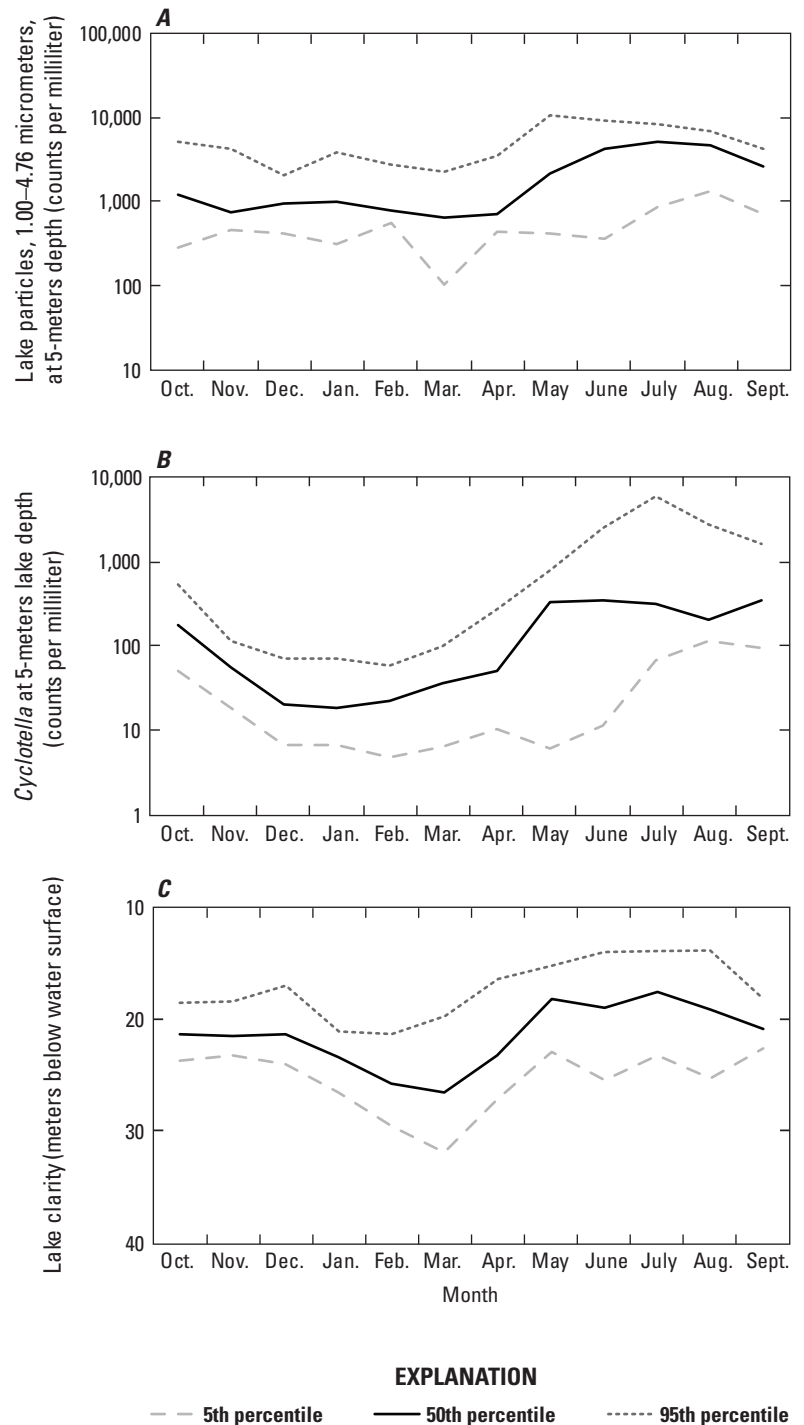 A
Lake particles, 1.00–4.76 micrometers,
at 5-meters depth (counts per milliliter)
100,000
10,000
1,000
100
10
Oct. Nov. Dec. Jan. Feb. Mar. Apr. May June July Aug. Sept.
B
Cyclotella at 5-meters lake depth
(counts per milliliter)
10,000
1,000
100
10
1
Oct. Nov. Dec. Jan. Feb. Mar. Apr. May June July Aug. Sept.
C
Lake clarity (meters below water surface)
10
20
30
40
Oct. Nov. Dec. Jan. Feb. Mar. Apr. May June July Aug. Sept.
Month
EXPLANATION
5th percentile 50th percentile 95th percentile